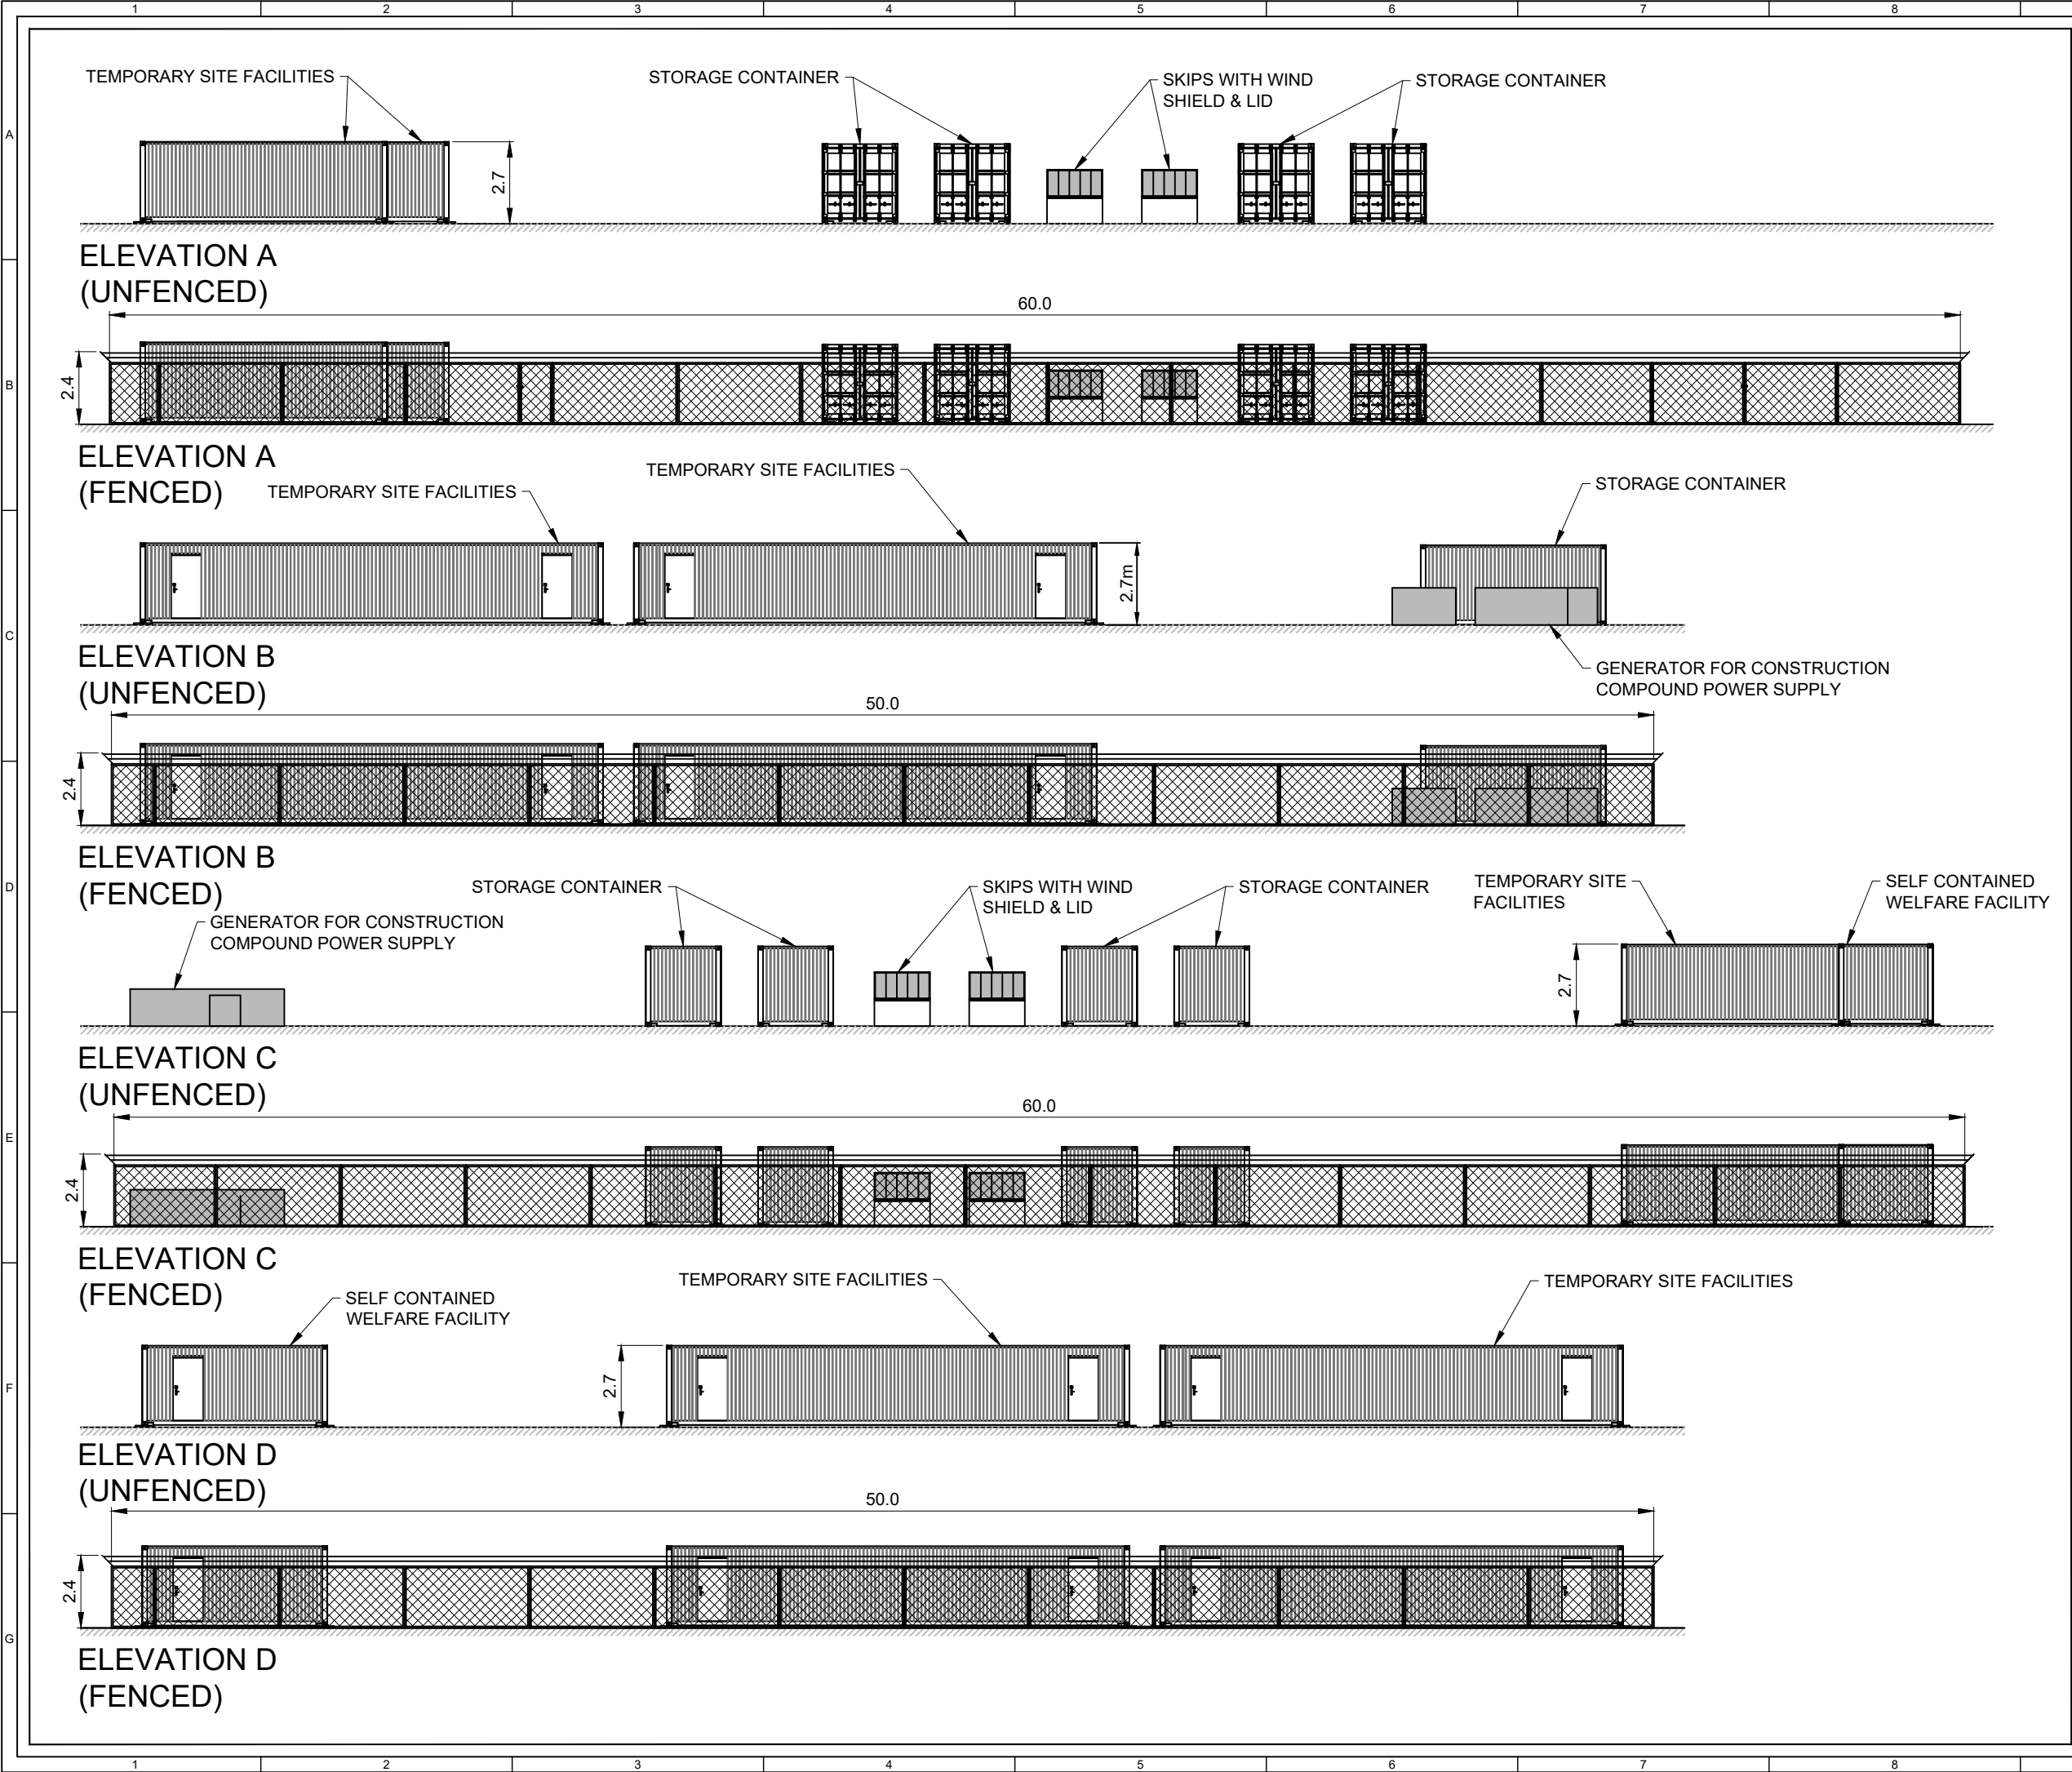 1 2 3 4 5 6 7 8
A
B
C
D
E
F
G
TEMPORARY SITE FACILITIES
STORAGE CONTAINER
SKIPS WITH WIND
SHIELD & LID
STORAGE CONTAINER
2.7
ELEVATION A
(UNFENCED)
60.0
2.4
ELEVATION A
(FENCED)
TEMPORARY SITE FACILITIES
TEMPORARY SITE FACILITIES
STORAGE CONTAINER
2.7m
GENERATOR FOR CONSTRUCTION
COMPOUND POWER SUPPLY
ELEVATION B
(UNFENCED)
50.0
2.4
ELEVATION B
(FENCED)
GENERATOR FOR CONSTRUCTION
COMPOUND POWER SUPPLY
STORAGE CONTAINER
SKIPS WITH WIND
SHIELD & LID
STORAGE CONTAINER
TEMPORARY SITE
FACILITIES
SELF CONTAINED
WELFARE FACILITY
2.7
ELEVATION C
(UNFENCED)
60.0
2.4
ELEVATION C
(FENCED)
SELF CONTAINED
WELFARE FACILITY
TEMPORARY SITE FACILITIES
TEMPORARY SITE FACILITIES
2.7
ELEVATION D
(UNFENCED)
50.0
2.4
ELEVATION D
(FENCED)
1 2 3 4 5 6 7 8